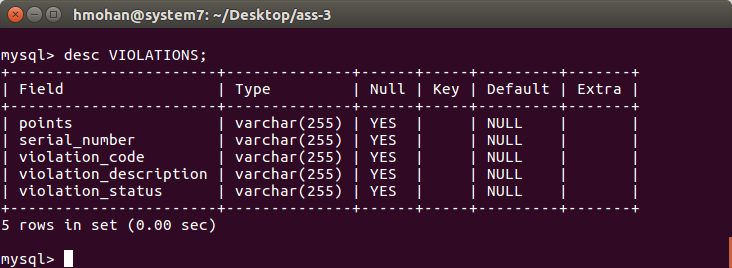 hmohan@system7: ~/Desktop/ass-3
mysql> desc VIOLATIONS;
+-----------------------+--------------+------+-----+---------+-------+
| Field                 | Type         | Null | Key | Default | Extra |
+-----------------------+--------------+------+-----+---------+-------+
| points                | varchar(255) | YES  |     | NULL    |       |
| serial_number         | varchar(255) | YES  |     | NULL    |       |
| violation_code        | varchar(255) | YES  |     | NULL    |       |
| violation_description | varchar(255) | YES  |     | NULL    |       |
| violation_status      | varchar(255) | YES  |     | NULL    |       |
+-----------------------+--------------+------+-----+---------+-------+
5 rows in set (0.00 sec)
mysql>